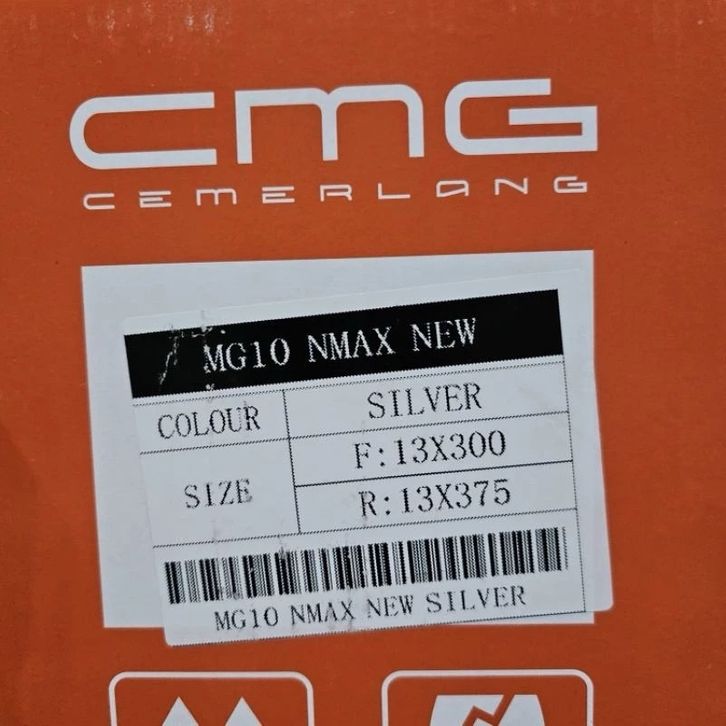 CMG
CEMERLANG
MG10 NMAX NEW
COLOUR SILVER
SIZE F:13X300
R:13X375
MG10 NMAX NEW SILVER